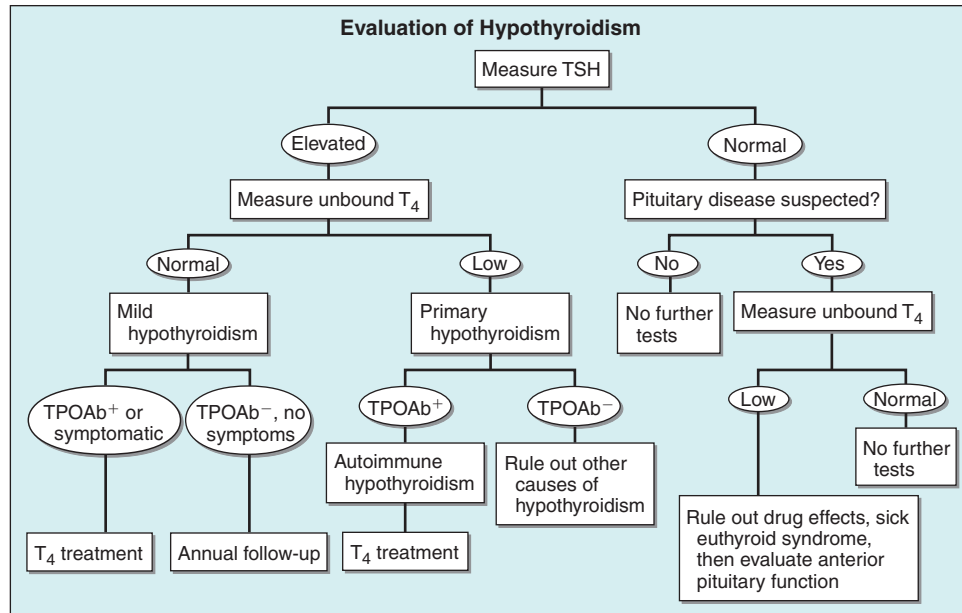 Evaluation of Hypothyroidism
Measure TSH
Elevated
Normal
Measure unbound T4
Pituitary disease suspected?
Normal
Low
No
Yes
Mild
hypothyroidism
Primary
hypothyroidism
No further
tests
Measure unbound T4
TPOAb+ or
symptomatic
TPOAb−, no
symptoms
TPOAb+
TPOAb−
Low
Normal
Autoimmune
hypothyroidism
Rule out other
causes of
hypothyroidism
No further
tests
T4 treatment
Annual follow-up
T4 treatment
Rule out drug effects, sick
euthyroid syndrome,
then evaluate anterior
pituitary function